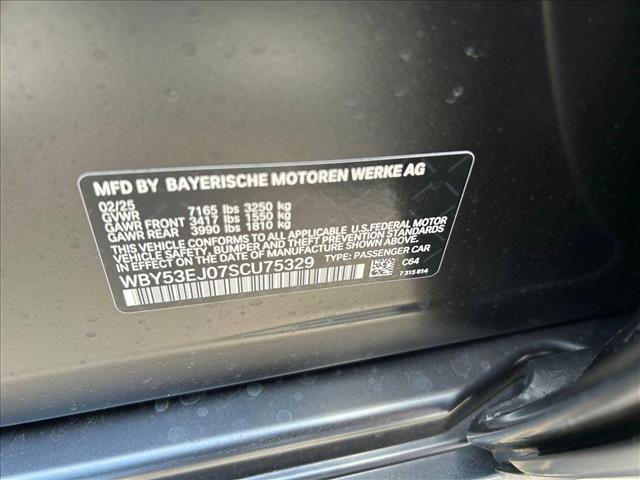 MFD BY BAYERISCHE MOTOREN WERKE AG
02/25
GVWR 7165 lbs 3250 kg
GAWR FRONT 3417 lbs 1550 kg
GAWR REAR 3990 lbs 1810 kg
THIS VEHICLE CONFORMS TO ALL APPLICABLE U.S.FEDERAL MOTOR
VEHICLE SAFETY, BUMPER, AND THEFT PREVENTION STANDARDS
IN EFFECT ON THE DATE OF MANUFACTURE SHOWN ABOVE.
WBY53EJ07SCU75329 TYPE: PASSENGER CAR
C64
7 315 814